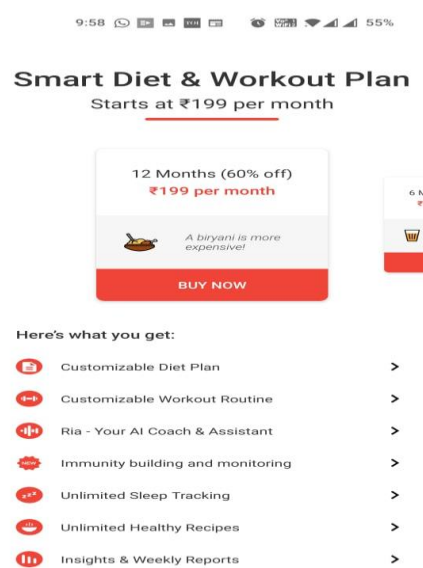 9:58
55%
Smart Diet & Workout Plan
Starts at ₹199 per month
12 Months (60% off)
₹199 per month
A biryani is more
expensive!
BUY NOW
6 M
₹
Here's what you get:
Customizable Diet Plan
Customizable Workout Routine
Ria - Your AI Coach & Assistant
NEW
Immunity building and monitoring
zzz
Unlimited Sleep Tracking
Unlimited Healthy Recipes
Insights & Weekly Reports